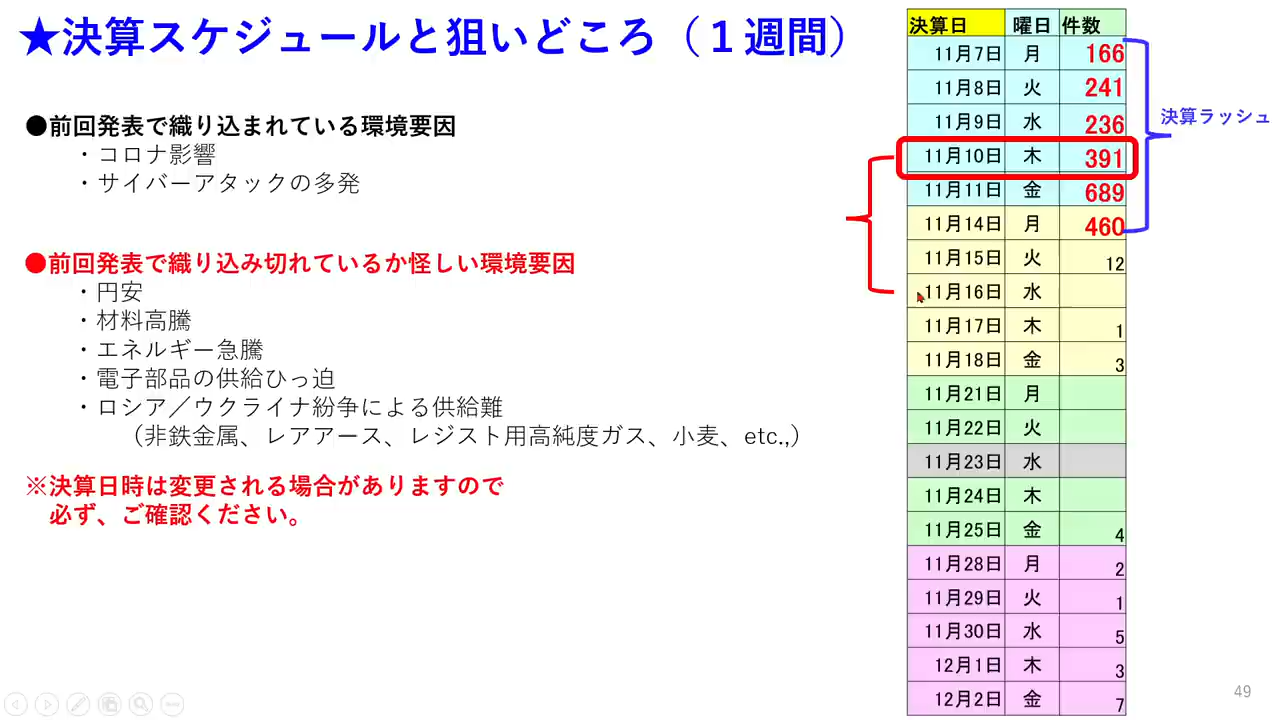 ★決算スケジュールと狙いどころ（１週間）
●前回発表で織り込まれている環境要因
・コロナ影響
・サイバーアタックの多発
●前回発表で織り込み切れているか怪しい環境要因
・円安
・材料高騰
・エネルギー急騰
・電子部品の供給ひっ迫
・ロシア／ウクライナ紛争による供給難
（非鉄金属、レアアース、レジスト用高純度ガス、小麦、etc.,）
※決算日時は変更される場合がありますので
必ず、ご確認ください。
決算日 曜日 件数
11月7日 月 166
11月8日 火 241
11月9日 水 236
11月10日 木 391
11月11日 金 689
11月14日 月 460
11月15日 火 12
11月16日 水
11月17日 木 1
11月18日 金 3
11月21日 月
11月22日 火
11月23日 水
11月24日 木
11月25日 金 4
11月28日 月 2
11月29日 火 1
11月30日 水 5
12月1日 木 3
12月2日 金 7
決算ラッシュ
49